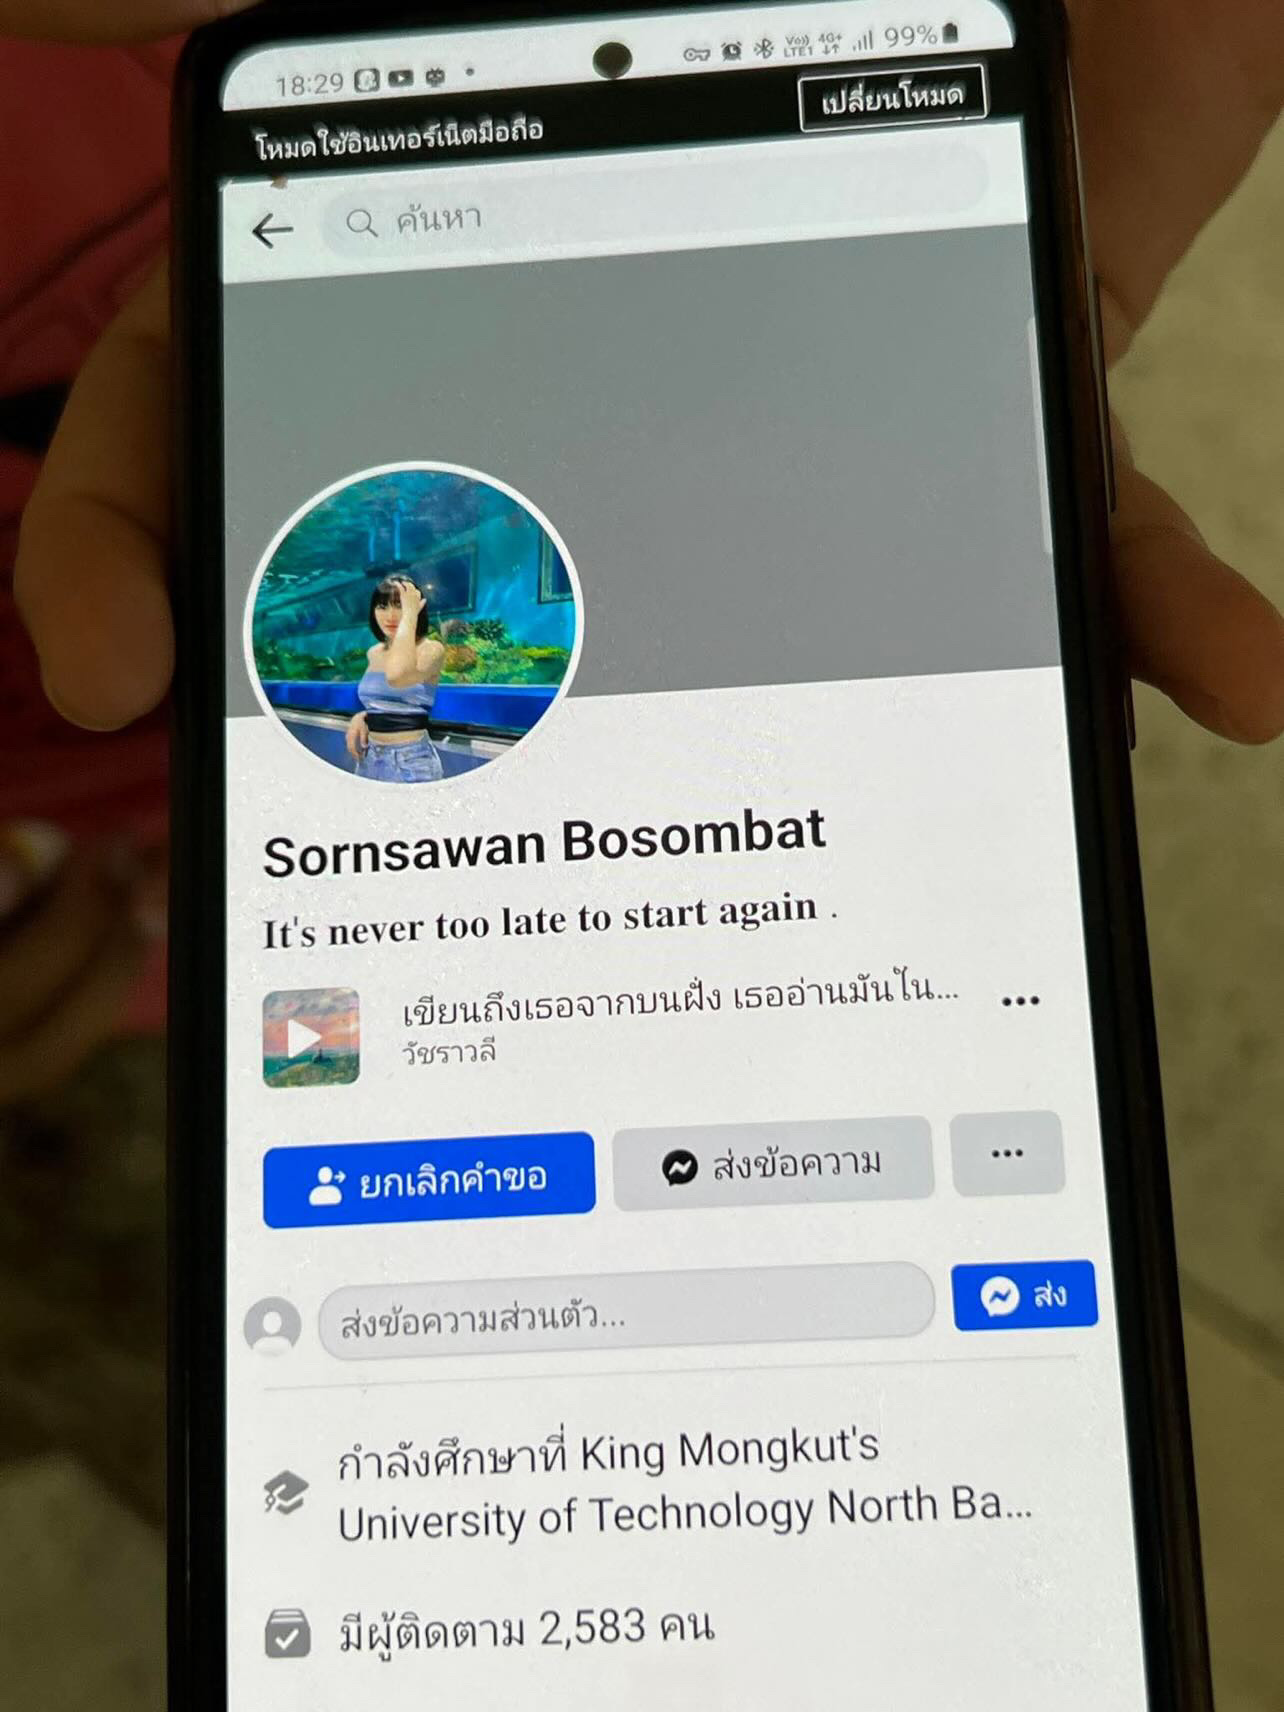 18:29
Vo)) LTE1 4G+ 99%
โหมดใช้อินเทอร์เน็ตมือถือ
เปลี่ยนโหมด
ค้นหา
Sornsawan Bosombat
It's never too late to start again .
เขียนถึงเธอจากบนฝั่ง เธออ่านมันใน...
วัชราวลี
ยกเลิกคำขอ
ส่งข้อความ
ส่งข้อความส่วนตัว...
ส่ง
กำลังศึกษาที่ King Mongkut's
University of Technology North Ba...
มีผู้ติดตาม 2,583 คน